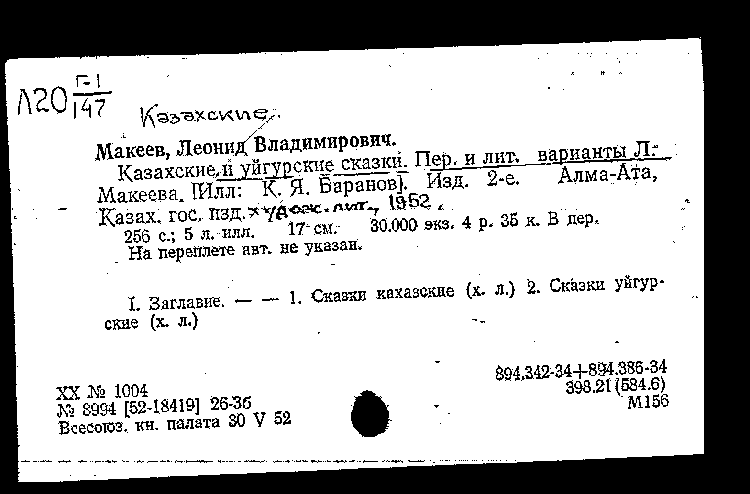 Л20 Г-1
147
Казахские
Макеев, Леонид Владимирович.
Казахские и уйгурские сказки. Пер. и лит. варианты Л.
Макеева. [Илл: К. Я. Баранов]. Изд. 2-е. Алма-Ата,
Казах. гос. изд. худож. лит., 1952.
256 с.; 5 л. илл. 17 см. 30.000 экз. 4 р. 35 к. В пер.
На переплете авт. не указан.
I. Заглавие. — — 1. Сказки кахазские (х. л.) 2. Сказки уйгур-
ские (х. л.)
894.342-34+894.386-34
398.21(584.6)
М156
XX № 1004
№ 8994 [52-18419] 26-36
Всесоюз. кн. палата 30 V 52